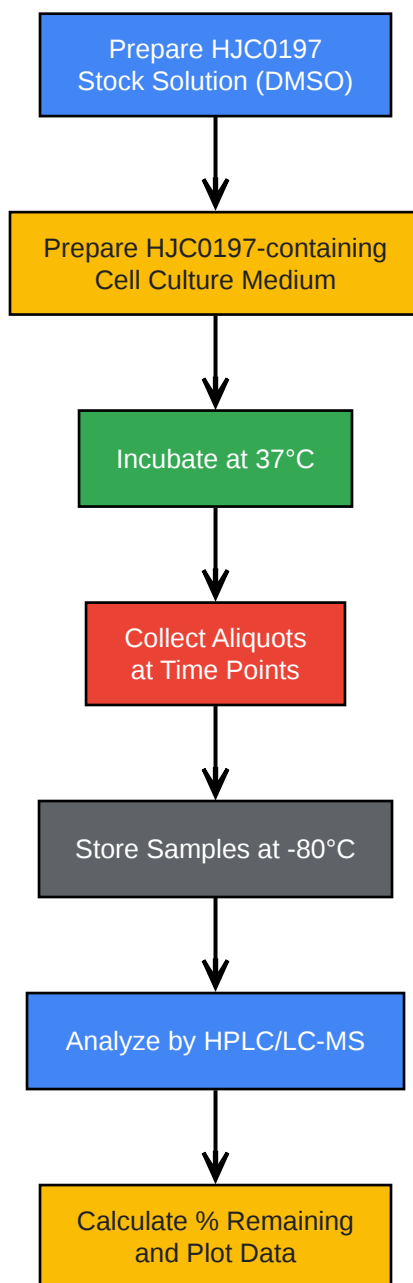 Prepare HJC0197
Stock Solution (DMSO)
Prepare HJC0197-containing
Cell Culture Medium
Incubate at 37°C
Collect Aliquots
at Time Points
Store Samples at -80°C
Analyze by HPLC/LC-MS
Calculate % Remaining
and Plot Data